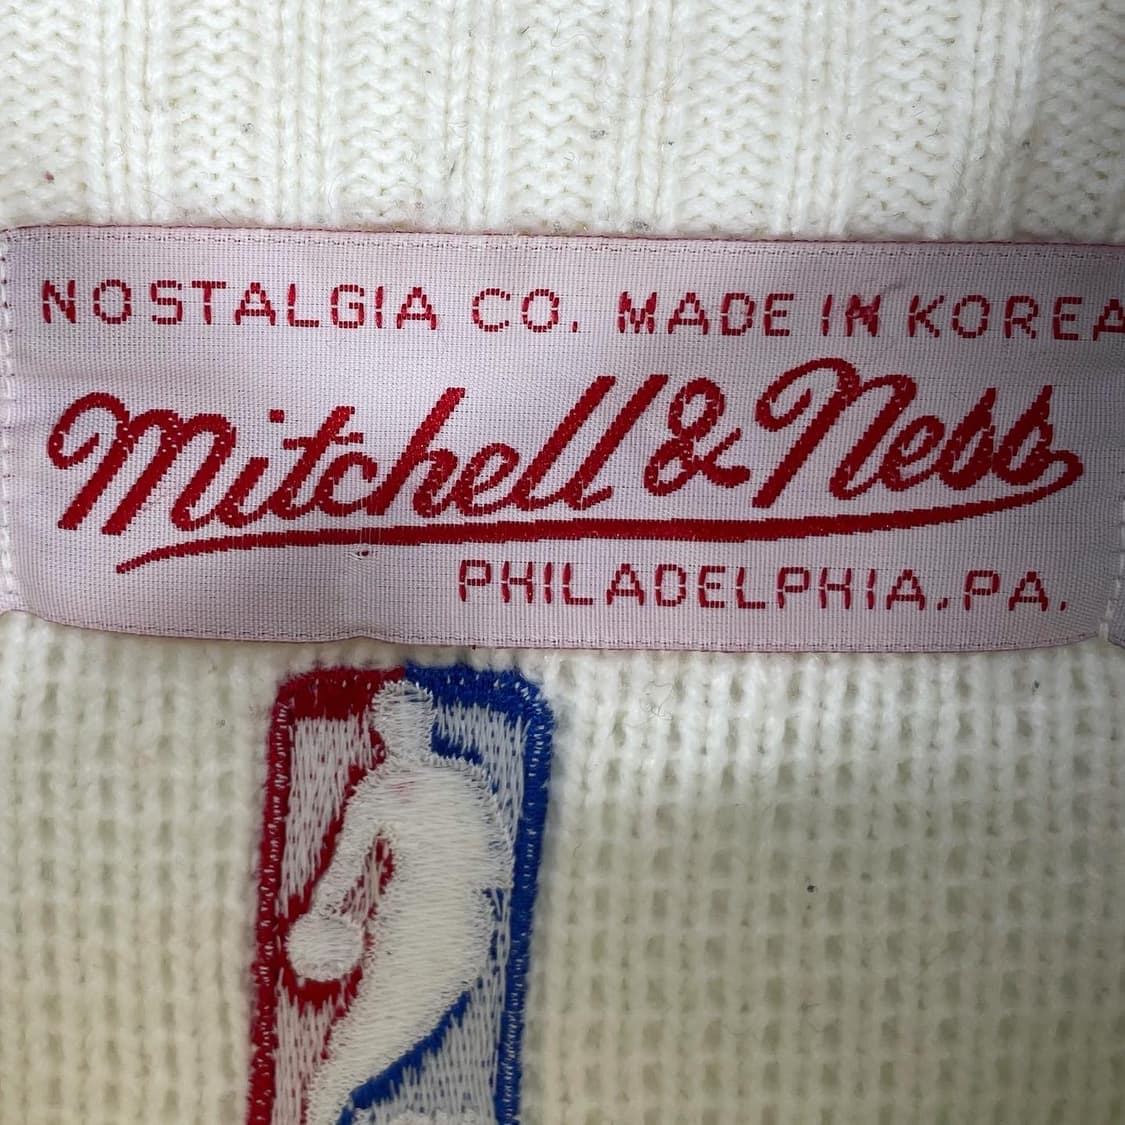 NOSTALGIA CO. MADE IN KOREA
Mitchell & Ness
PHILADELPHIA, PA.